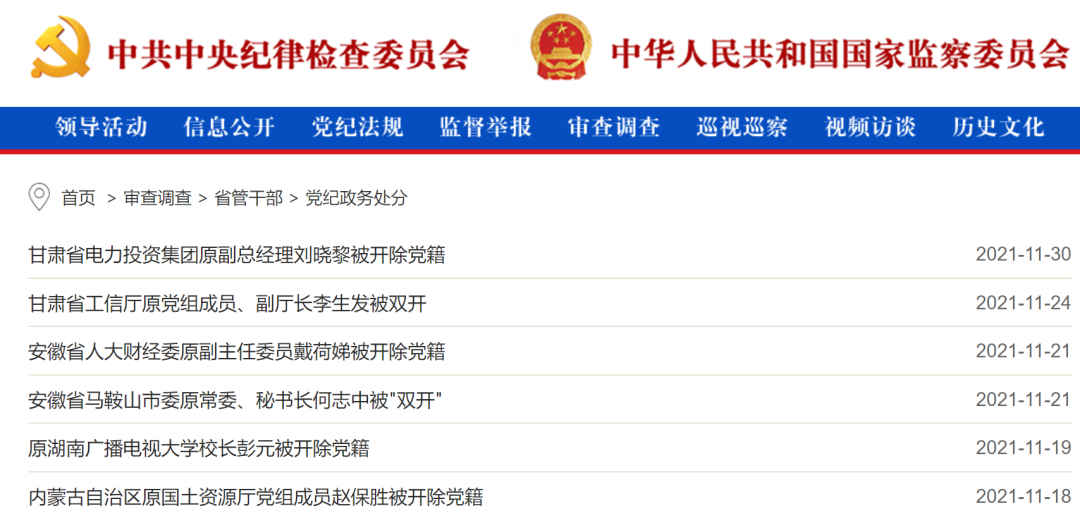 中共中央纪律检查委员会 中华人民共和国国家监察委员会
领导活动 信息公开 党纪法规 监督举报 审查调查 巡视巡察 视频访谈 历史文化
首页 > 审查调查 > 省管干部 > 党纪政务处分
甘肃省电力投资集团原副总经理刘晓黎被开除党籍 2021-11-30
甘肃省工信厅原党组成员、副厅长李生发被双开 2021-11-24
安徽省人大财经委原副主任委员戴荷娣被开除党籍 2021-11-21
安徽省马鞍山市委原常委、秘书长何志中被"双开" 2021-11-21
原湖南广播电视大学校长彭元被开除党籍 2021-11-19
内蒙古自治区原国土资源厅党组成员赵保胜被开除党籍 2021-11-18